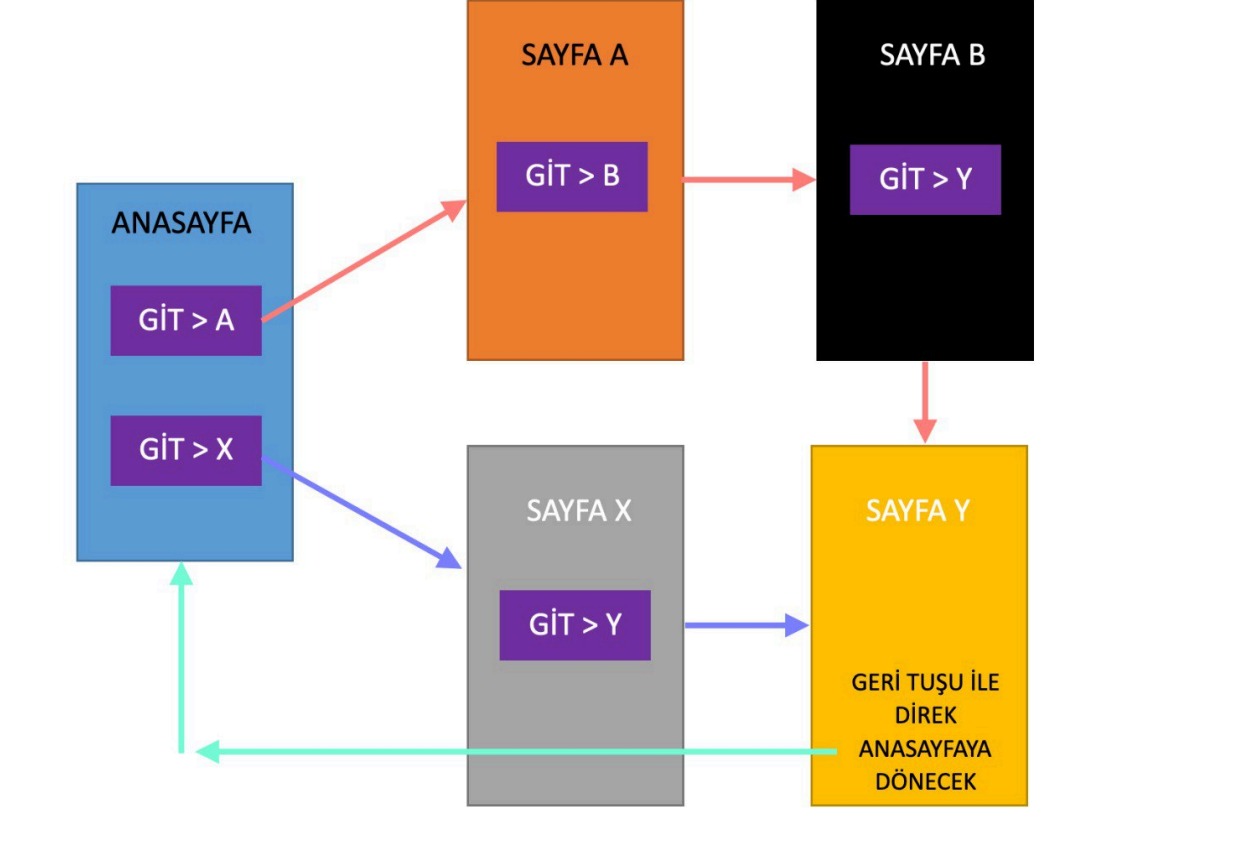 ANASAYFA
GİT > A
GİT > X
SAYFA A
GİT > B
SAYFA B
GİT > Y
SAYFA X
GİT > Y
SAYFA Y
GERİ TUŞU İLE
DİREK
ANASAYFAYA
DÖNECEK